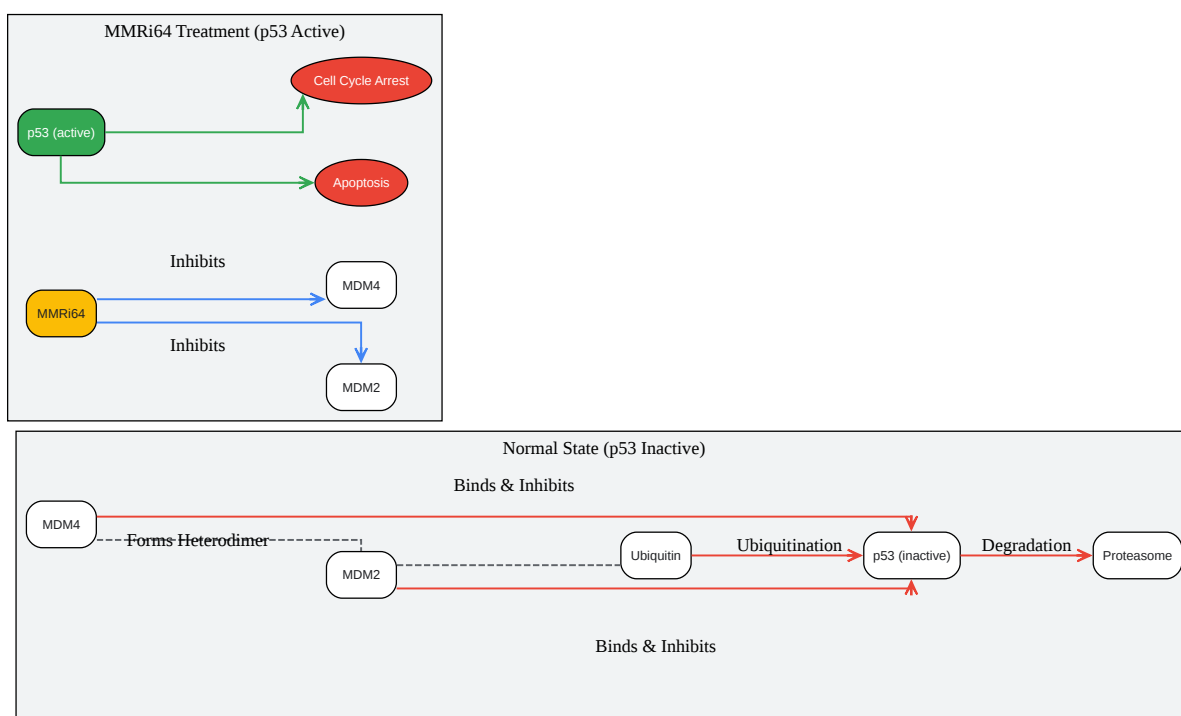 MMRi64 Treatment (p53 Active)
Cell Cycle Arrest
p53 (active)
Apoptosis
Inhibits
MDM4
MMRi64
Inhibits
MDM2
Normal State (p53 Inactive)
Binds & Inhibits
MDM4
Forms Heterodimer
MDM2
Ubiquitin
Ubiquitination
p53 (inactive)
Degradation
Proteasome
Binds & Inhibits